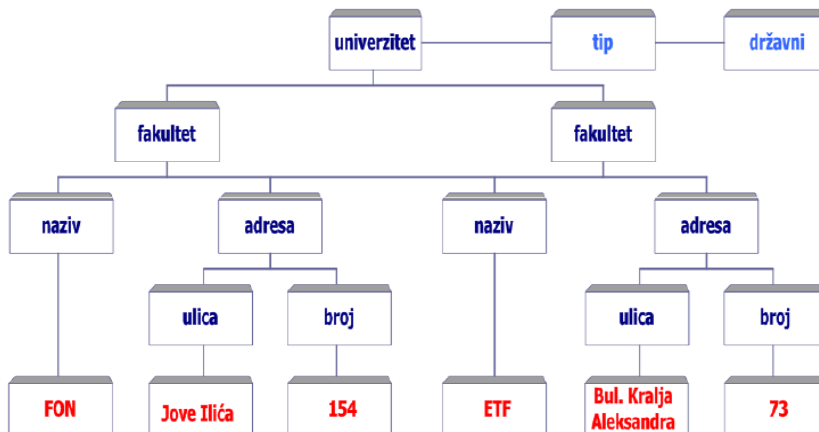 univerzitet
tip
državni
fakultet
fakultet
naziv
adresa
naziv
adresa
ulica
broj
ulica
broj
FON
Jove Ilića
154
ETF
Bul. Kralja
Aleksandra
73